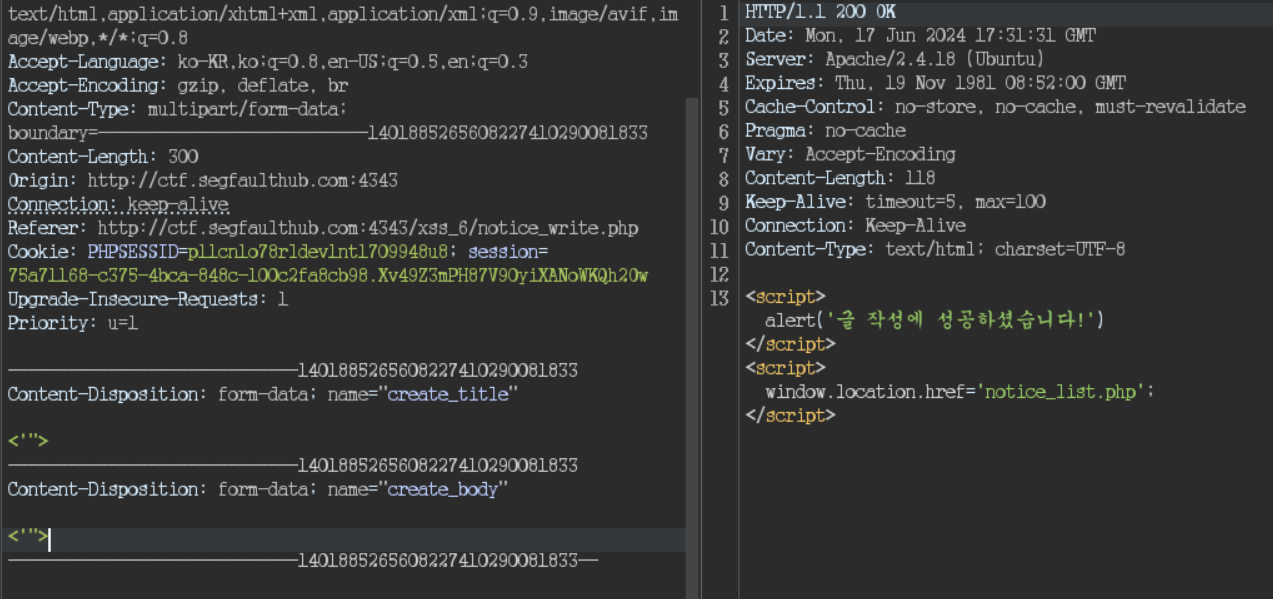 text/html,application/xhtml+xml,application/xml;q=0.9,image/avif,im
age/webp,*/*;q=0.8
Accept-Language: ko-KR,ko;q=0.8,en-US;q=0.5,en;q=0.3
Accept-Encoding: gzip, deflate, br
Content-Type: multipart/form-data;
boundary=---------------------------1401885265608227410290081833
Content-Length: 300
Origin: http://ctf.segfaulthub.com:4343
Connection: keep-alive
Referer: http://ctf.segfaulthub.com:4343/xss_6/notice_write.php
Cookie: PHPSESSID=pllcnlo78rldevlntl709948u8; session=
75a71168-c375-4bca-848c-100c2fa8cb98.Xv49Z3mPH87V9OyiXANoWKQh20w
Upgrade-Insecure-Requests: 1
Priority: u=1
-----------------------------1401885265608227410290081833
Content-Disposition: form-data; name="create_title"
<'">
-----------------------------1401885265608227410290081833
Content-Disposition: form-data; name="create_body"
<'">
-----------------------------1401885265608227410290081833--
1 HTTP/1.1 200 OK
2 Date: Mon, 17 Jun 2024 17:31:31 GMT
3 Server: Apache/2.4.18 (Ubuntu)
4 Expires: Thu, 19 Nov 1981 08:52:00 GMT
5 Cache-Control: no-store, no-cache, must-revalidate
6 Pragma: no-cache
7 Vary: Accept-Encoding
8 Content-Length: 118
9 Keep-Alive: timeout=5, max=100
10 Connection: Keep-Alive
11 Content-Type: text/html; charset=UTF-8
12
13 <script>
alert('글 작성에 성공하셨습니다!')
</script>
<script>
window.location.href='notice_list.php';
</script>